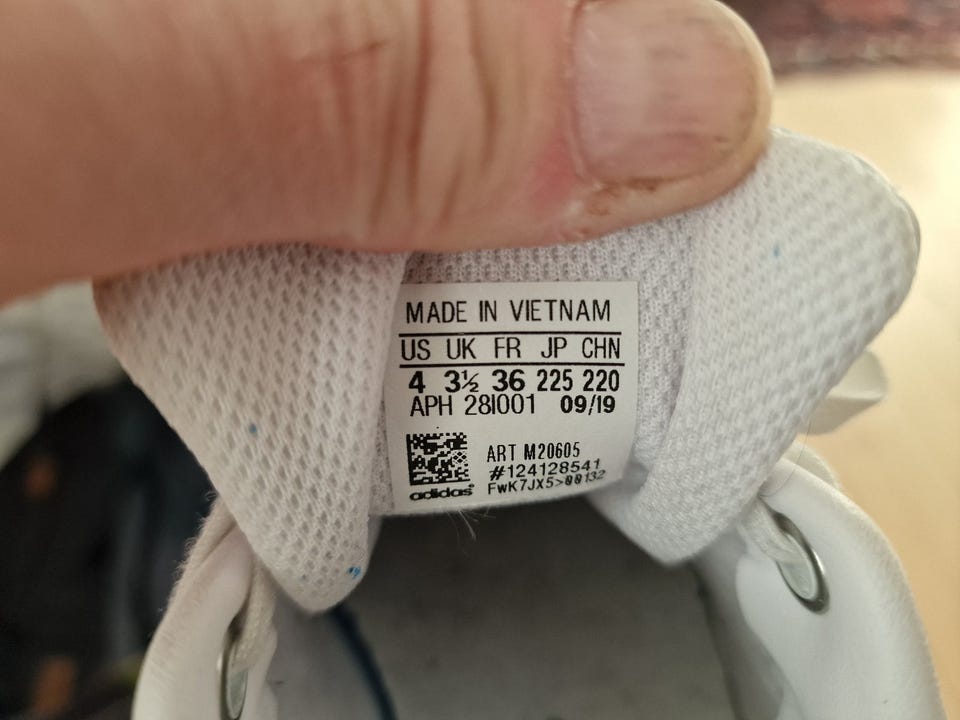 MADE IN VIETNAM
US UK FR JP CHN
4 3½ 36 225 220
APH 28I001 09/19
ART M20605
#124128541
FwK7JX5>00132
adidas